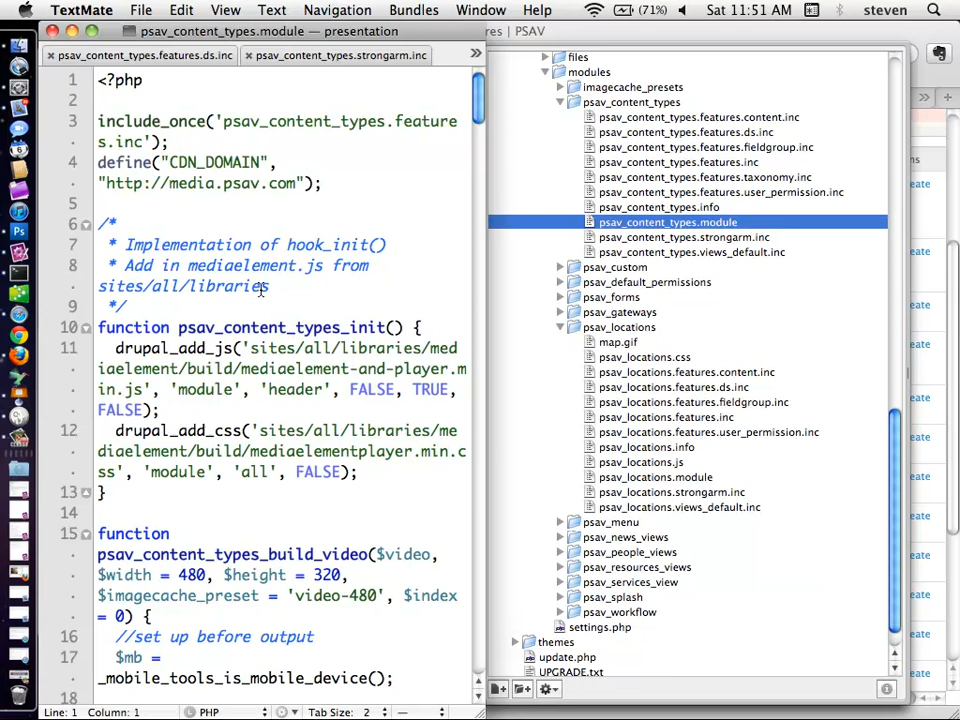 TextMate File Edit View Text Navigation Bundles Window Help (71%) Sat 11:51 AM steven
psav_content_types.module — presentation
res | PSAV
psav_content_types.features.ds.inc
psav_content_types.strongarm.inc
1 <?php
2
3 include_once('psav_content_types.feature
s.inc');
4 define("CDN_DOMAIN",
"http://media.psav.com");
5
6 /*
7 * Implementation of hook_init()
8 * Add in mediaelement.js from
sites/all/libraries
9 */
10 function psav_content_types_init() {
11 drupal_add_js('sites/all/libraries/med
iaelement/build/mediaelement-and-player.m
in.js', 'module', 'header', FALSE, TRUE,
FALSE);
12 drupal_add_css('sites/all/libraries/me
diaelement/build/mediaelementplayer.min.c
ss', 'module', 'all', FALSE);
13 }
14
15 function
psav_content_types_build_video($video,
$width = 480, $height = 320,
$imagecache_preset = 'video-480', $index
= 0) {
16 //set up before output
17 $mb =
_mobile_tools_is_mobile_device();
18
Line: 1 Column: 1 PHP Tab Size: 2 —
files
modules
imagecache_presets
psav_content_types
psav_content_types.features.content.inc
psav_content_types.features.ds.inc
psav_content_types.features.fieldgroup.inc
psav_content_types.features.inc
psav_content_types.features.taxonomy.inc
psav_content_types.features.user_permission.inc
psav_content_types.info
psav_content_types.module
psav_content_types.strongarm.inc
psav_content_types.views_default.inc
psav_custom
psav_default_permissions
psav_forms
psav_gateways
psav_locations
map.gif
psav_locations.css
psav_locations.features.content.inc
psav_locations.features.ds.inc
psav_locations.features.fieldgroup.inc
psav_locations.features.inc
psav_locations.features.user_permission.inc
psav_locations.info
psav_locations.js
psav_locations.module
psav_locations.strongarm.inc
psav_locations.views_default.inc
psav_menu
psav_news_views
psav_people_views
psav_resources_views
psav_services_view
psav_splash
psav_workflow
settings.php
themes
update.php
UPGRADE.txt
ns
eate
eate
eate
eate
eate
eate
eate
eate
eate